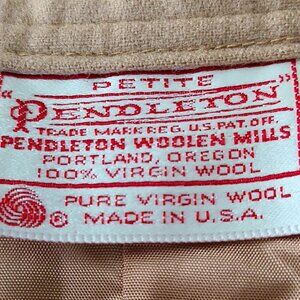 PETITE
"PENDLETON"
TRADE MARK REG. U.S. PAT. OFF.
PENDLETON WOOLEN MILLS
PORTLAND, OREGON
100% VIRGIN WOOL
® PURE VIRGIN WOOL
MADE IN U.S.A.